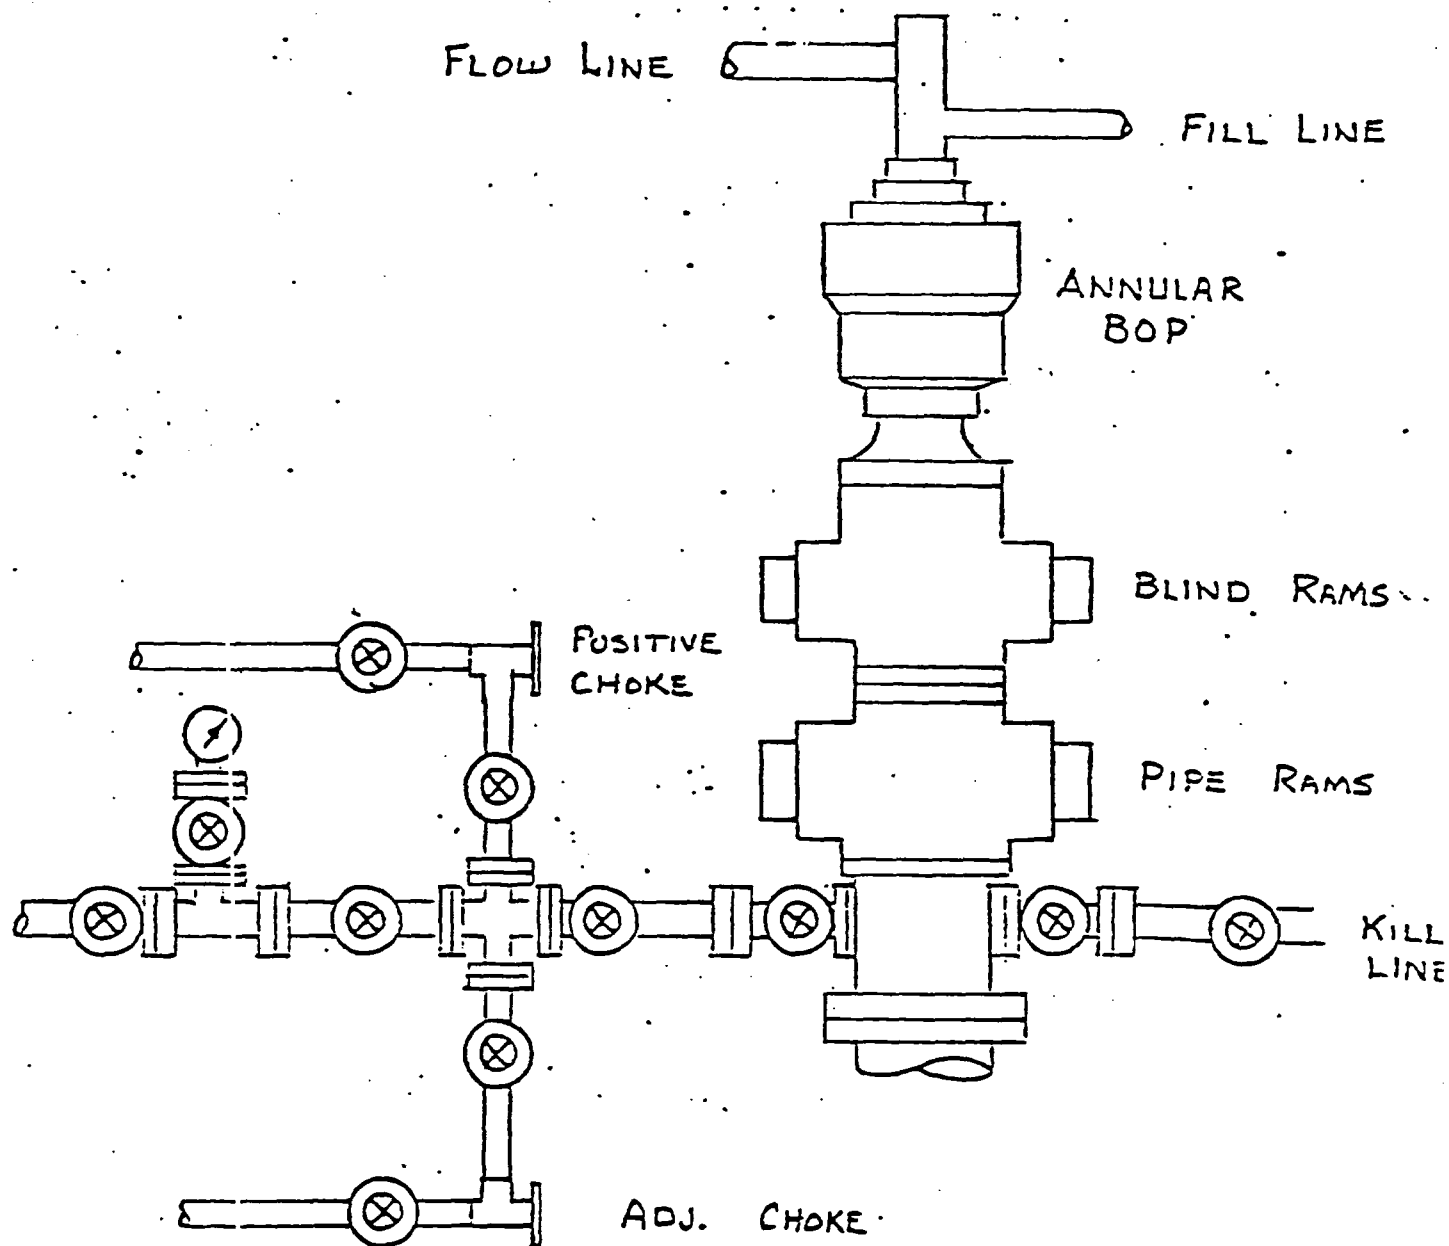 FLOW LINE
FILL LINE
ANNULAR
BOP
BLIND RAMS
POSITIVE
CHOKE
PIPE RAMS
KILL
LINE
ADJ. CHOKE